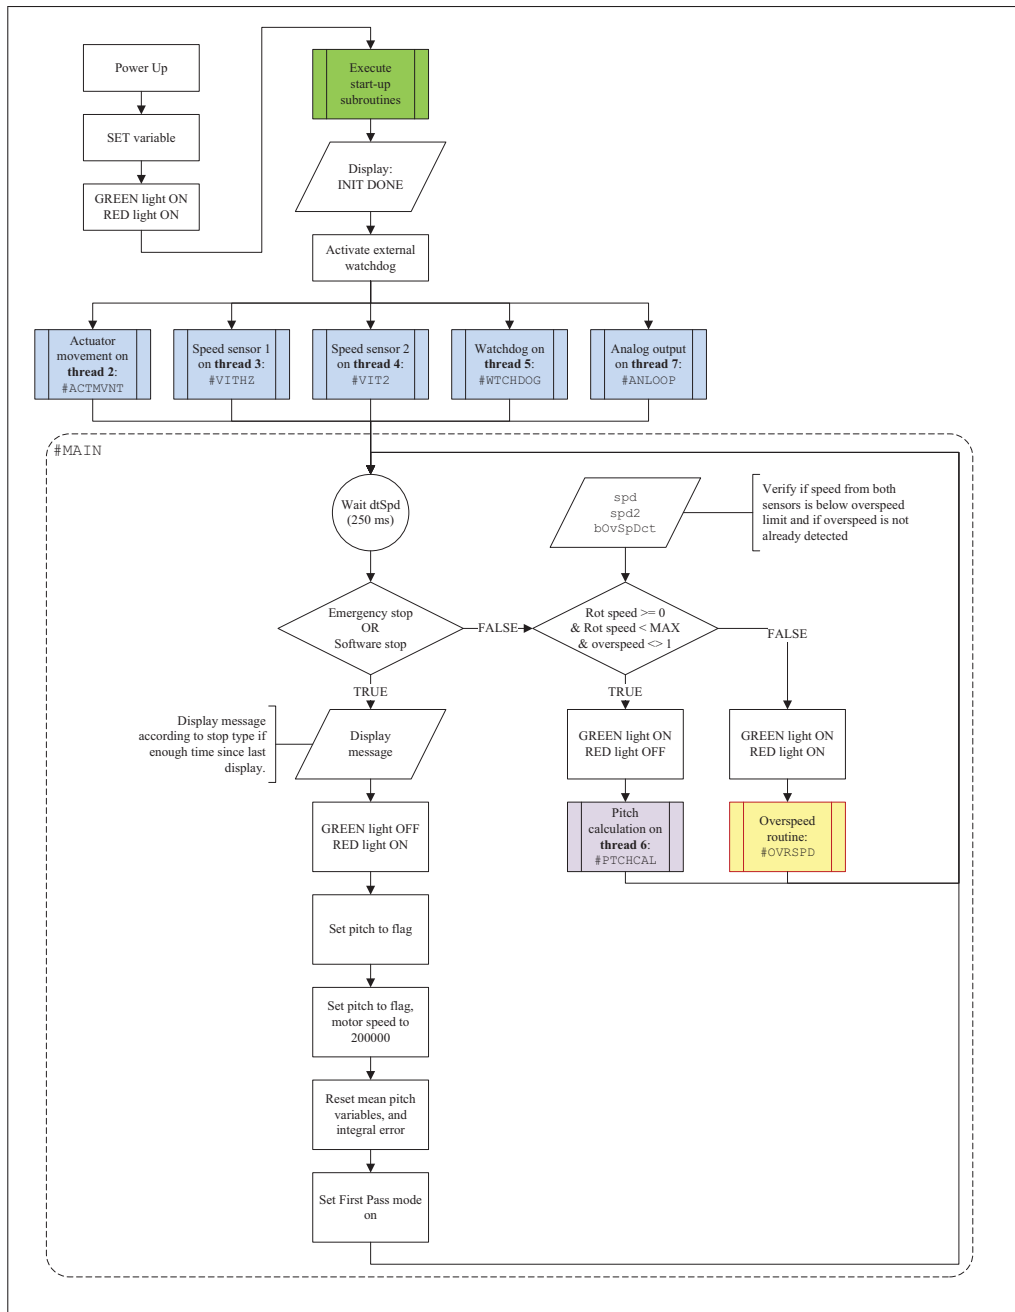 Power Up
SET variable
GREEN light ON
RED light ON
Execute
start-up
subroutines
Display:
INIT DONE
Activate external
watchdog
Actuator
movement on
thread 2:
#ACTMVNT
Speed sensor 1
on thread 3:
#VITHZ
Speed sensor 2
on thread 4:
#VIT2
Watchdog on
thread 5:
#WTCHDOG
Analog output
on thread 7:
#ANLOOP
#MAIN
Wait dtSpd
(250 ms)
spd
spd2
bOvSpDct
Verify if speed from both
sensors is below overspeed
limit and if overspeed is not
already detected
Emergency stop
OR
Software stop
FALSE
Rot speed >= 0
& Rot speed < MAX
& overspeed <> 1
FALSE
TRUE
TRUE
Display message
according to stop type if
enough time since last
display.
Display
message
GREEN light ON
RED light OFF
GREEN light ON
RED light ON
GREEN light OFF
RED light ON
Pitch
calculation on
thread 6:
#PTCHCAL
Overspeed
routine:
#OVRSPD
Set pitch to flag
Set pitch to flag,
motor speed to
200000
Reset mean pitch
variables, and
integral error
Set First Pass mode
on